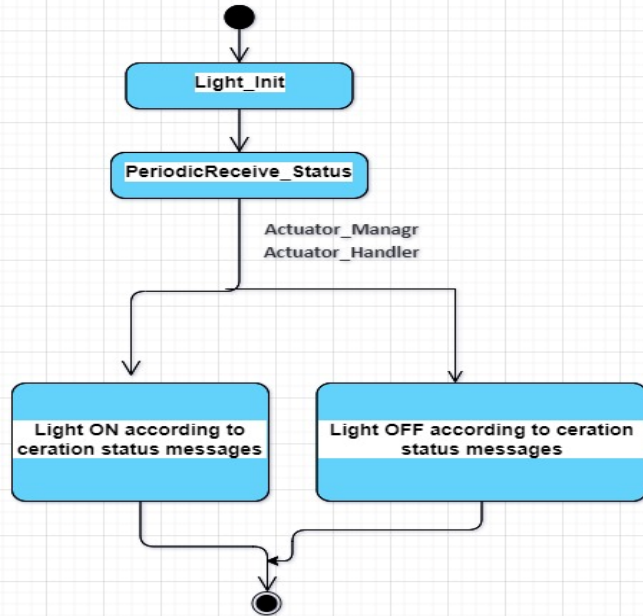 Light_Init
PeriodicReceive_Status
Actuator_Managr
Actuator_Handler
Light ON according to
ceration status messages
Light OFF according to ceration
status messages